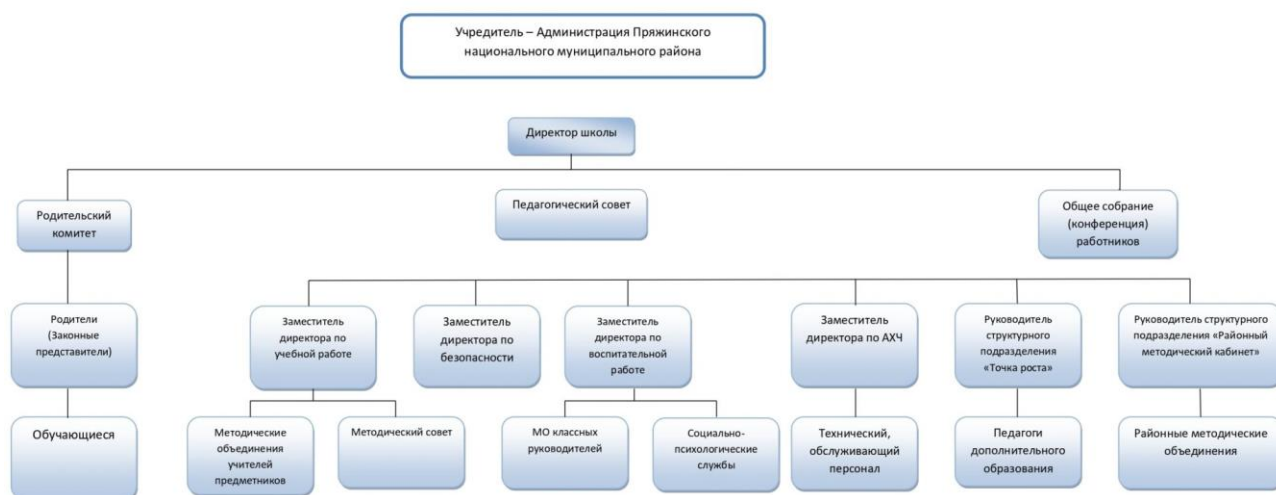 Учредитель – Администрация Пряжинского
национального муниципального района
Директор школы
Родительский
комитет
Педагогический совет
Общее собрание
(конференция)
работников
Родители
(Законные
представители)
Заместитель
директора по
учебной работе
Заместитель
директора по
безопасности
Заместитель
директора по
воспитательной
работе
Заместитель
директора по АХЧ
Руководитель
структурного
подразделения
«Точка роста»
Руководитель структурного
подразделения «Районный
методический кабинет»
Обучающиеся
Методические
объединения
учителей
предметников
Методический совет
МО классных
руководителей
Социально-
психологические
службы
Технический,
обслуживающий
персонал
Педагоги
дополнительного
образования
Районные методические
объединения